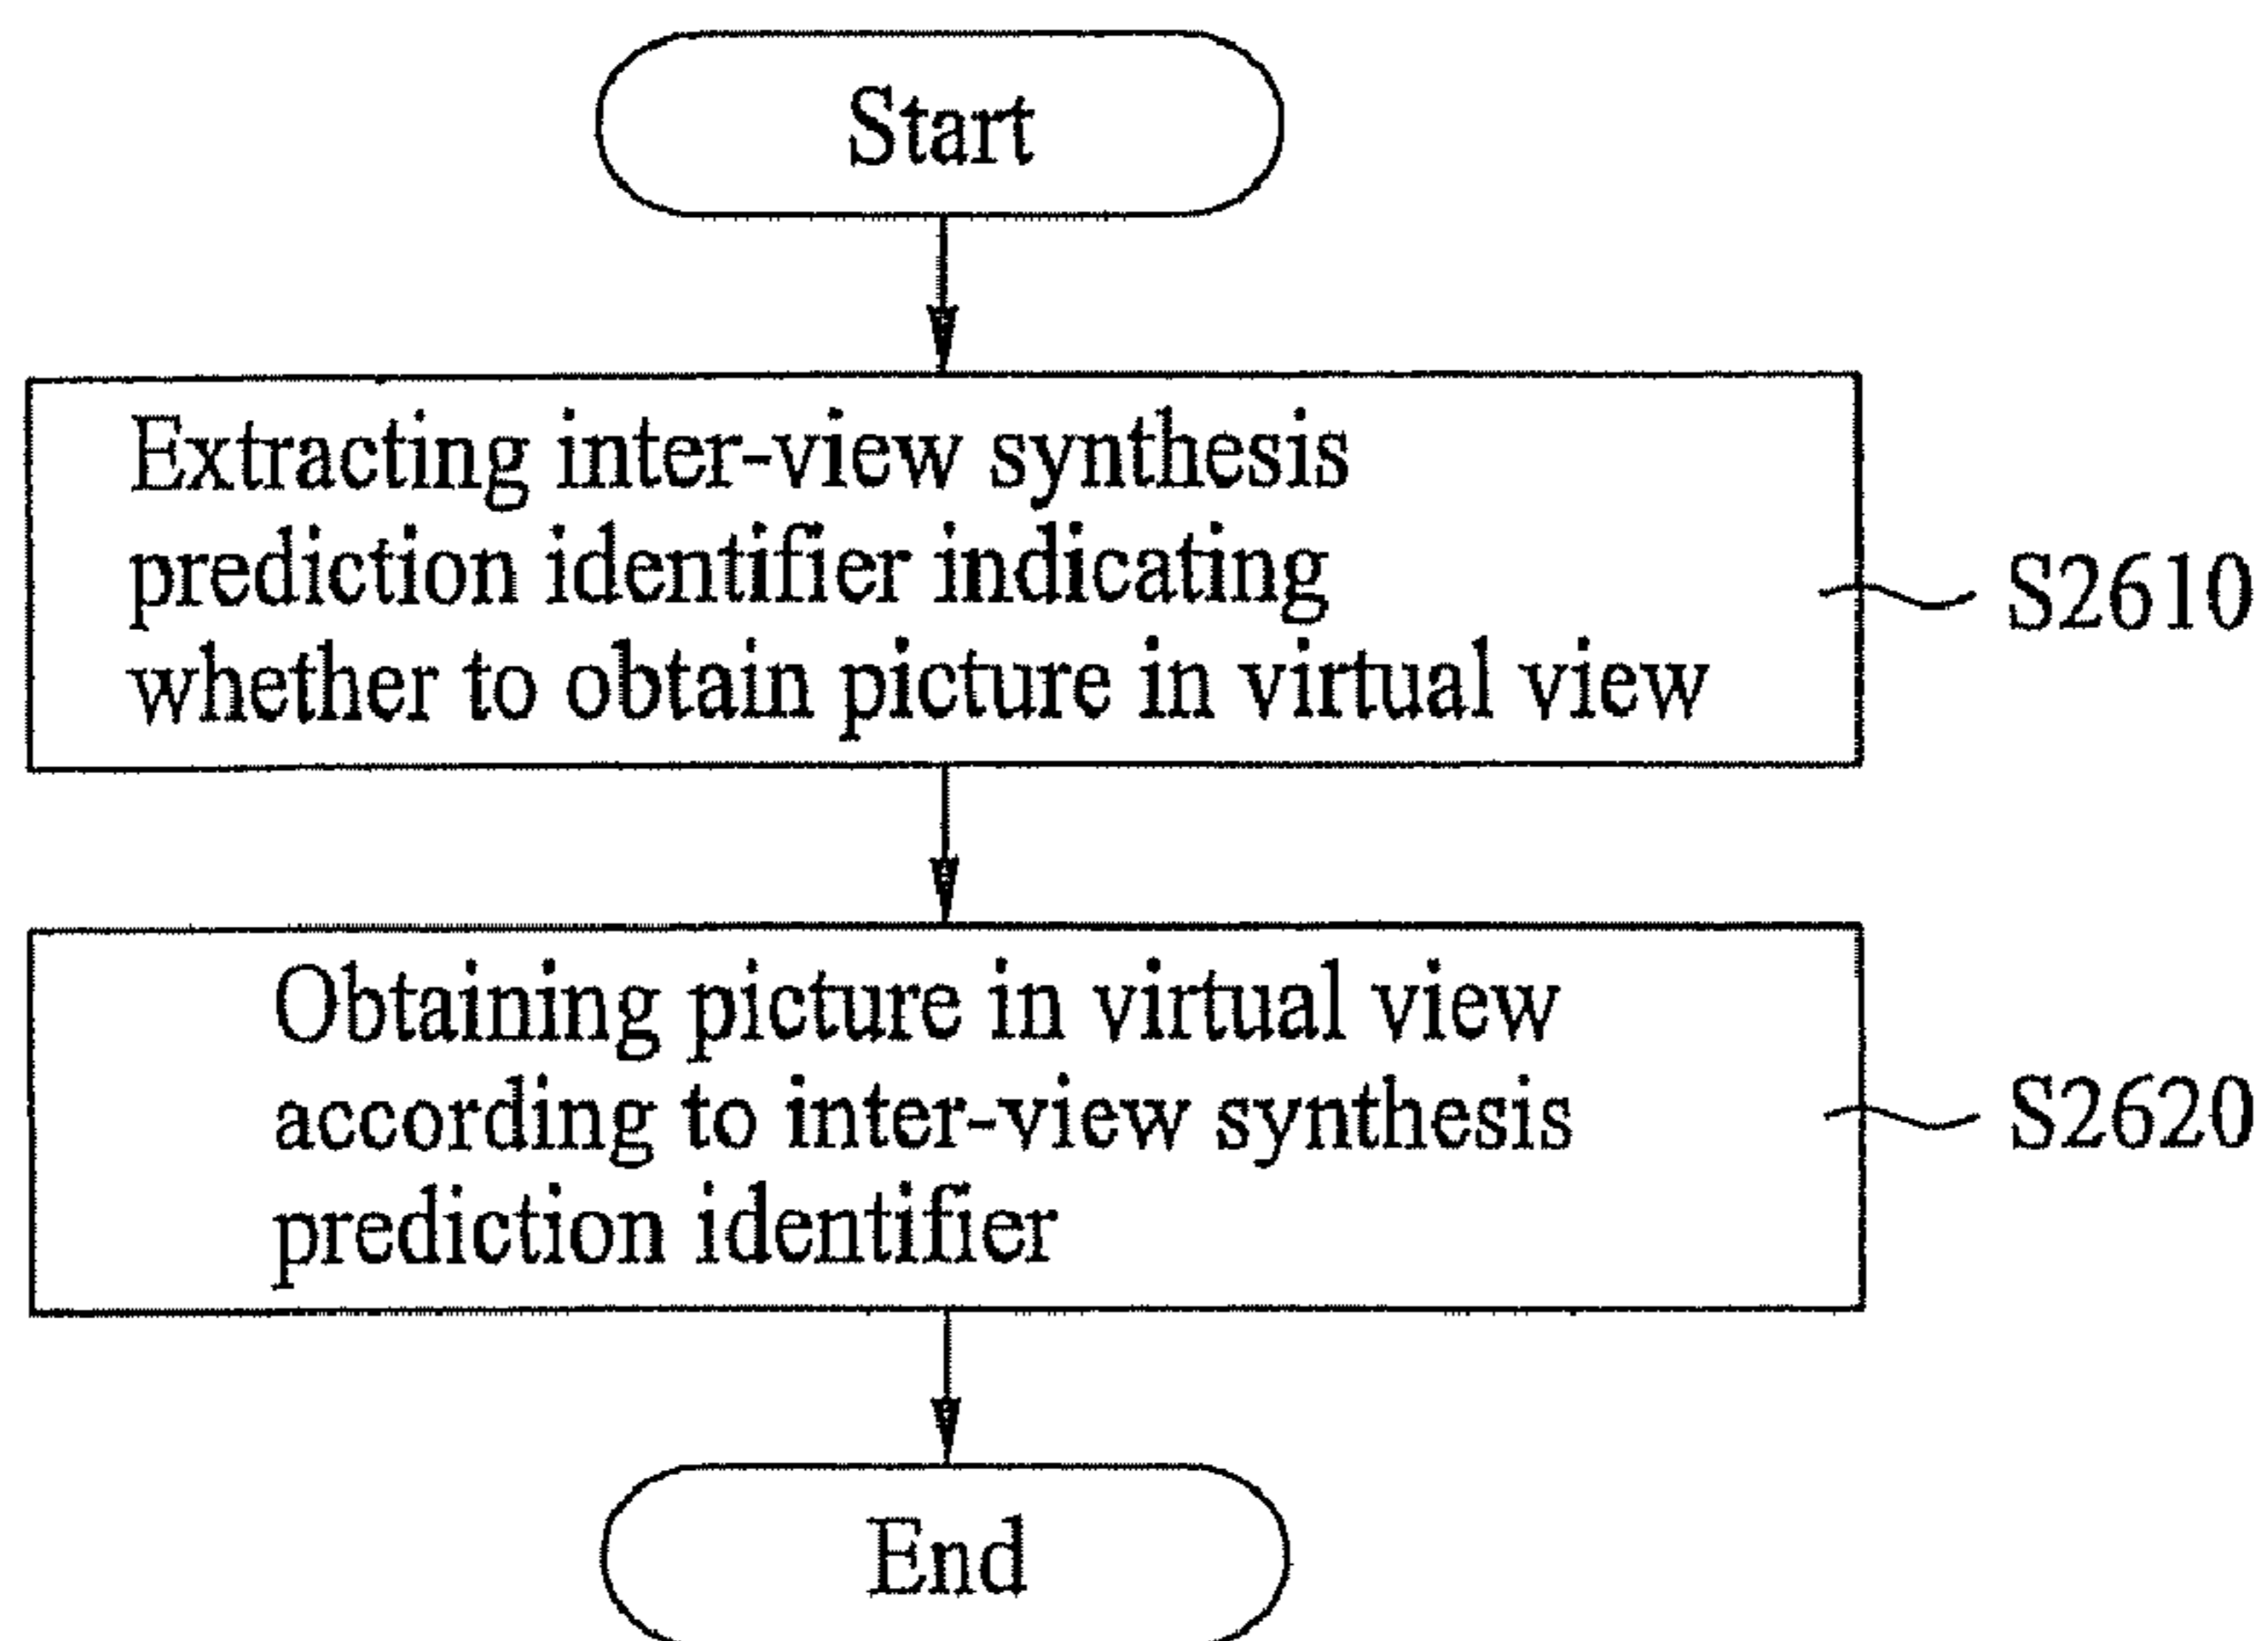 Start
Extracting inter-view synthesis
prediction identifier indicating
whether to obtain picture in virtual view
S2610
Obtaining picture in virtual view
according to inter-view synthesis
prediction identifier
S2620
End